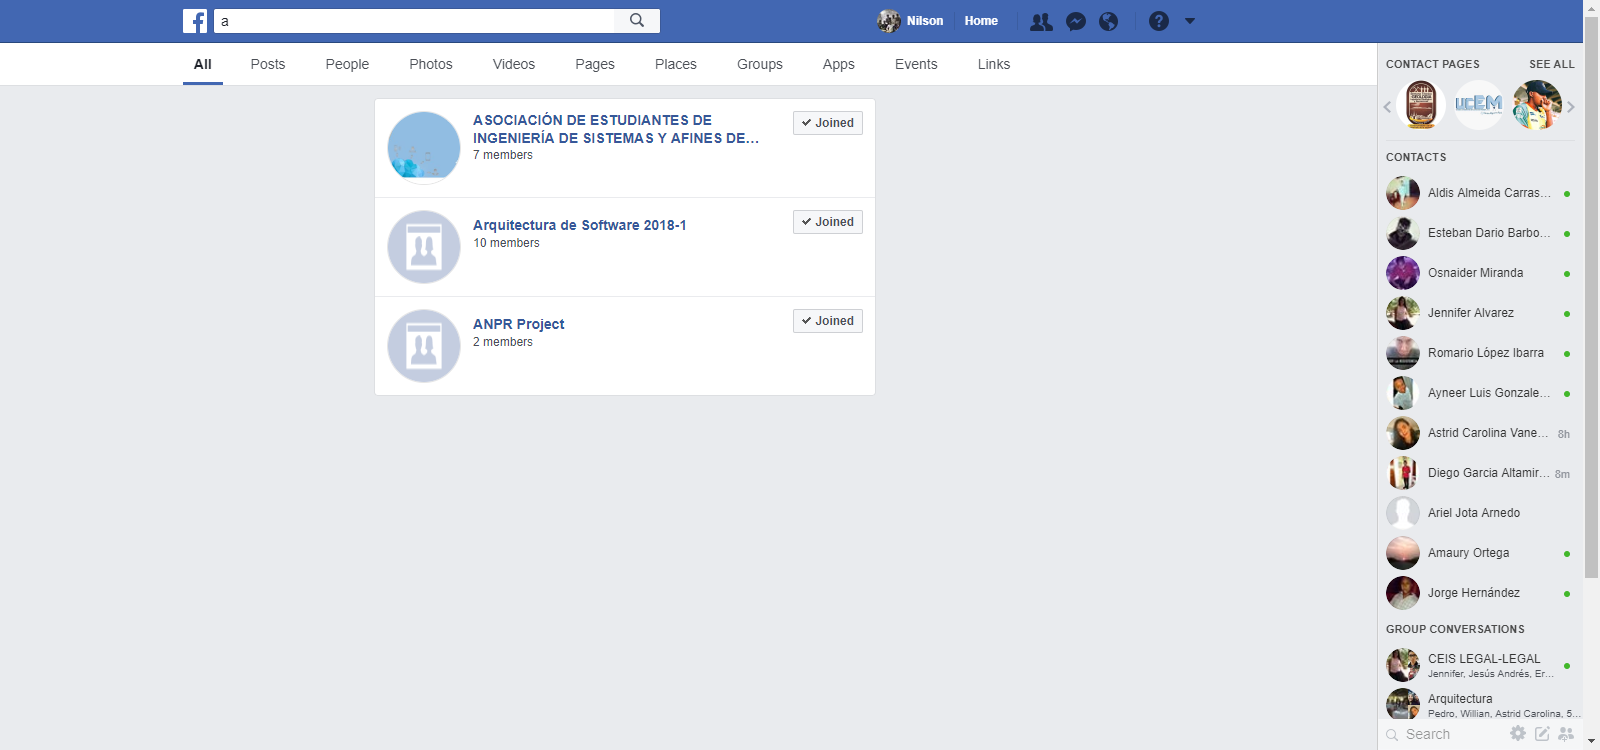 a
Nilson
Home
All
Posts
People
Photos
Videos
Pages
Places
Groups
Apps
Events
Links
ASOCIACIÓN DE ESTUDIANTES DE
INGENIERÍA DE SISTEMAS Y AFINES DE...
7 members
Joined
Arquitectura de Software 2018-1
10 members
Joined
ANPR Project
2 members
Joined
CONTACT PAGES
SEE ALL
UCEM
CONTACTS
Aldis Almeida Carras...
Esteban Dario Barbo...
Osnaider Miranda
Jennifer Alvarez
Romario López Ibarra
Ayneer Luis Gonzale...
Astrid Carolina Vane...
8h
Diego Garcia Altamir...
8m
Ariel Jota Arnedo
Amaury Ortega
Jorge Hernández
GROUP CONVERSATIONS
CEIS LEGAL-LEGAL
Jennifer, Jesús Andrés, Er...
Arquitectura
Pedro, Willian, Astrid Carolina, 5...
Search